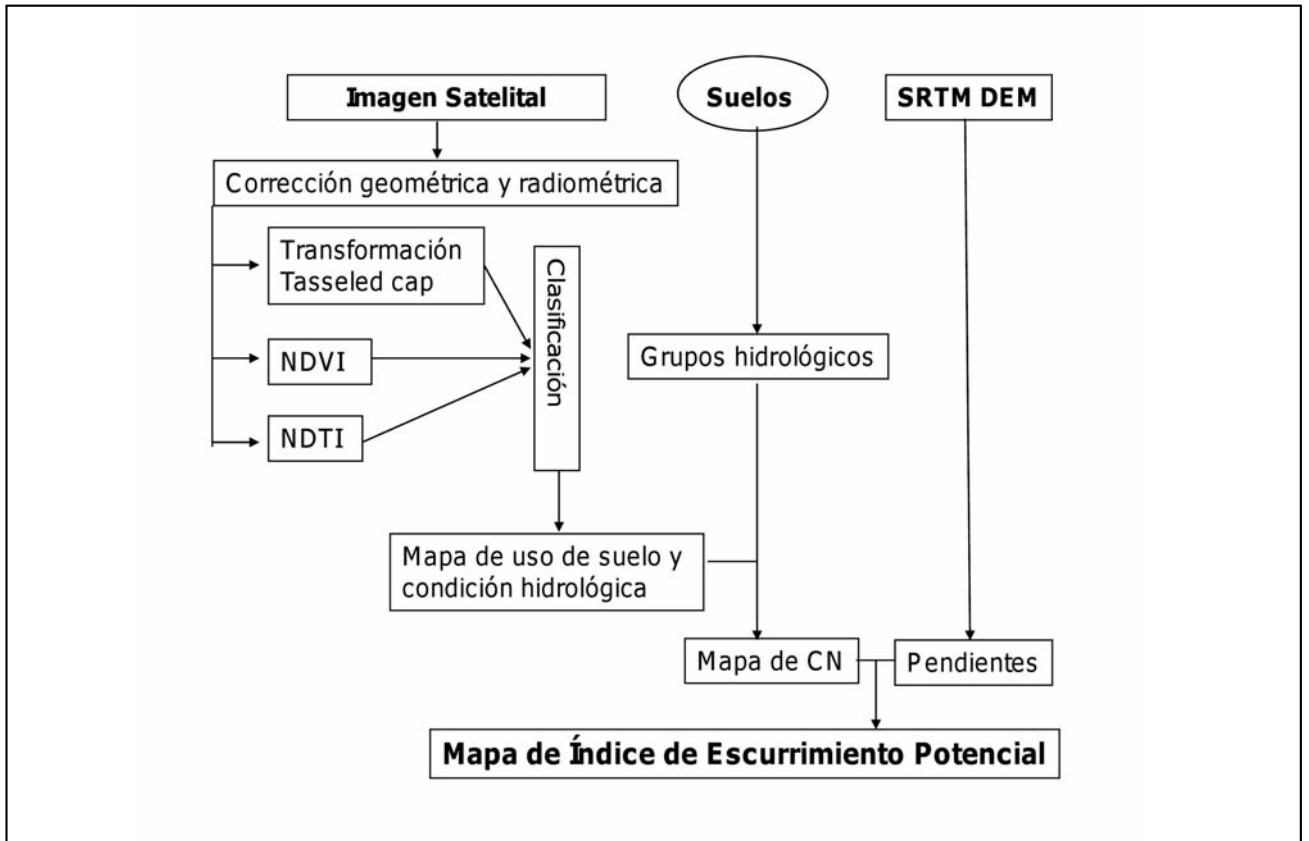 Imagen Satelital
Suelos
SRTM DEM
Corrección geométrica y radiométrica
Transformación
Tasseled cap
Clasificación
NDVI
Grupos hidrológicos
NDTI
Mapa de uso de suelo y
condición hidrológica
Mapa de CN
Pendientes
Mapa de Índice de Escurrimiento Potencial